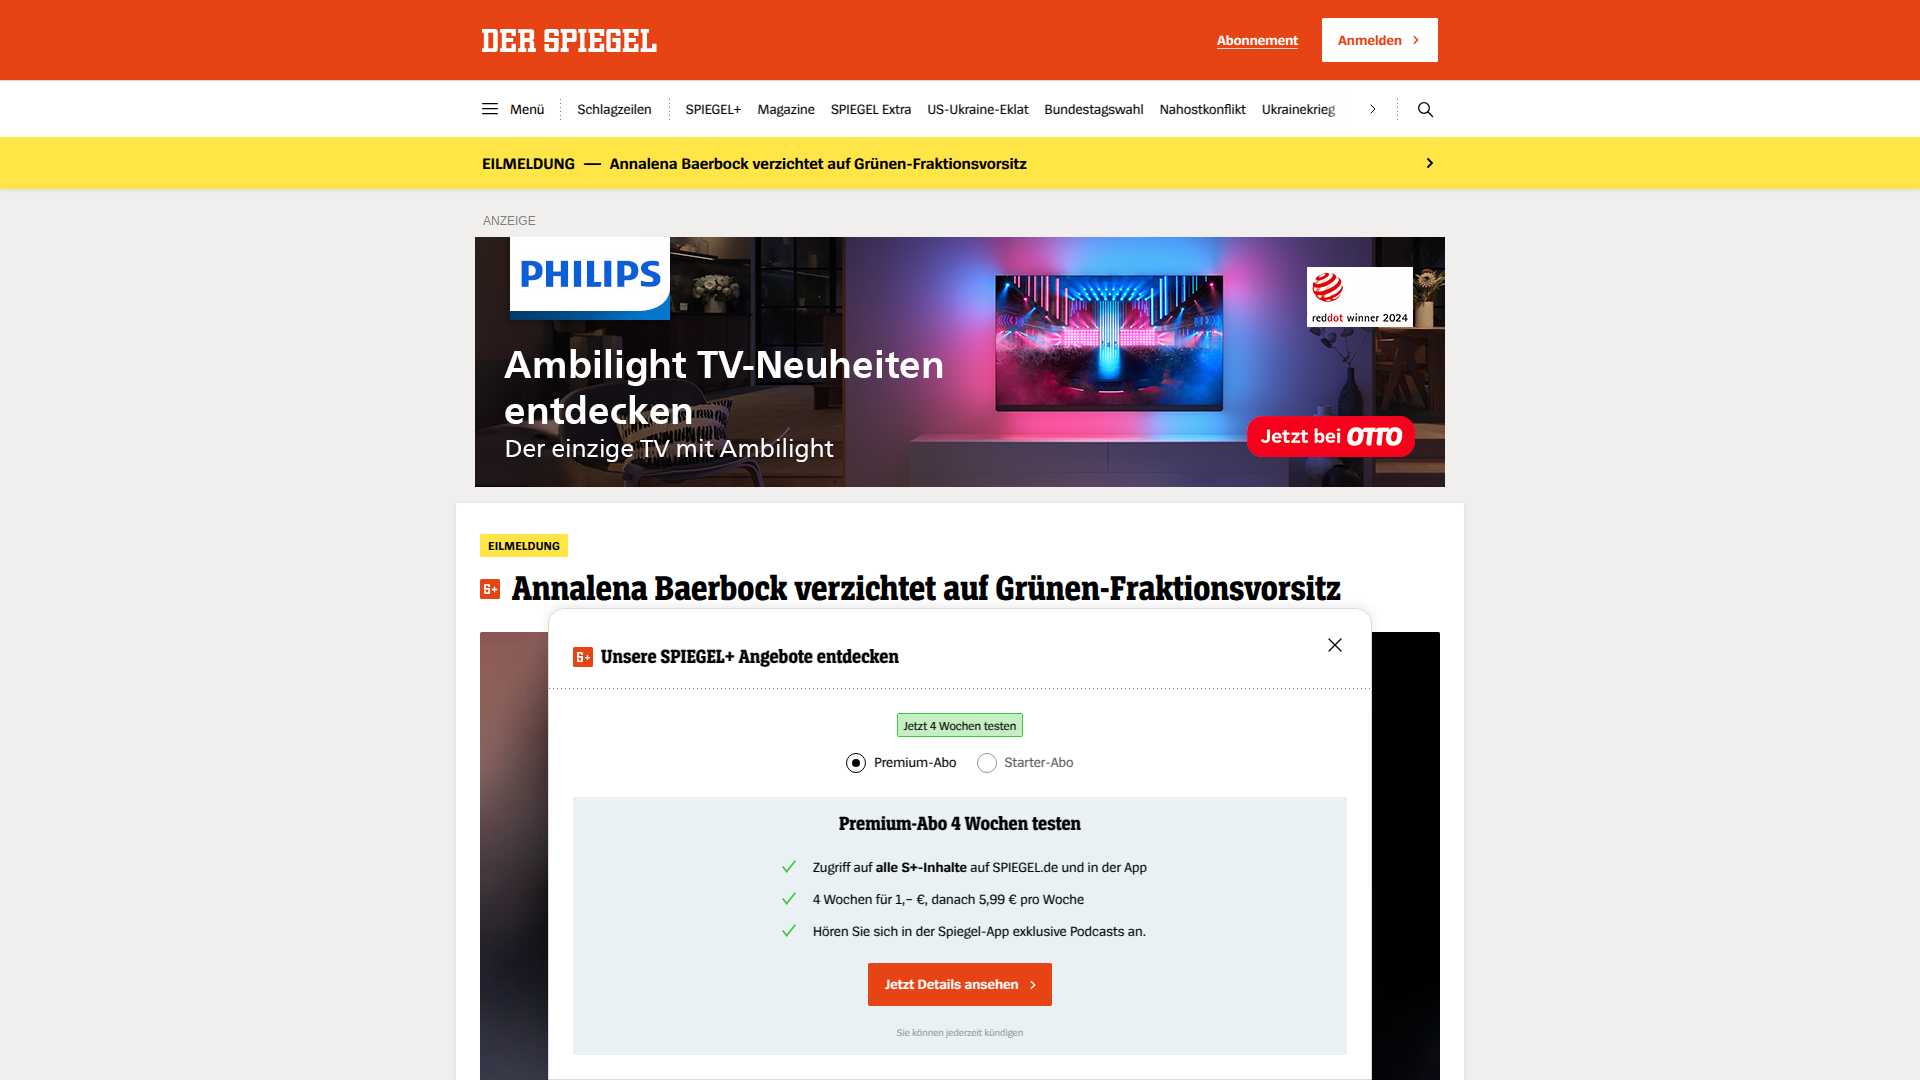 DER SPIEGEL
Abonnement
Anmelden
Menü
Schlagzeilen
SPIEGEL+
Magazine
SPIEGEL Extra
US-Ukraine-Eklat
Bundestagswahl
Nahostkonflikt
Ukrainekrieg
EILMELDUNG — Annalena Baerbock verzichtet auf Grünen-Fraktionsvorsitz
ANZEIGE
PHILIPS
reddot winner 2024
Ambilight TV-Neuheiten
entdecken
Der einzige TV mit Ambilight
Jetzt bei OTTO
EILMELDUNG
S+ Annalena Baerbock verzichtet auf Grünen-Fraktionsvorsitz
S+ Unsere SPIEGEL+ Angebote entdecken
Jetzt 4 Wochen testen
Premium-Abo
Starter-Abo
Premium-Abo 4 Wochen testen
Zugriff auf alle S+-Inhalte auf SPIEGEL.de und in der App
4 Wochen für 1,– €, danach 5,99 € pro Woche
Hören Sie sich in der Spiegel-App exklusive Podcasts an.
Jetzt Details ansehen
Sie können jederzeit kündigen